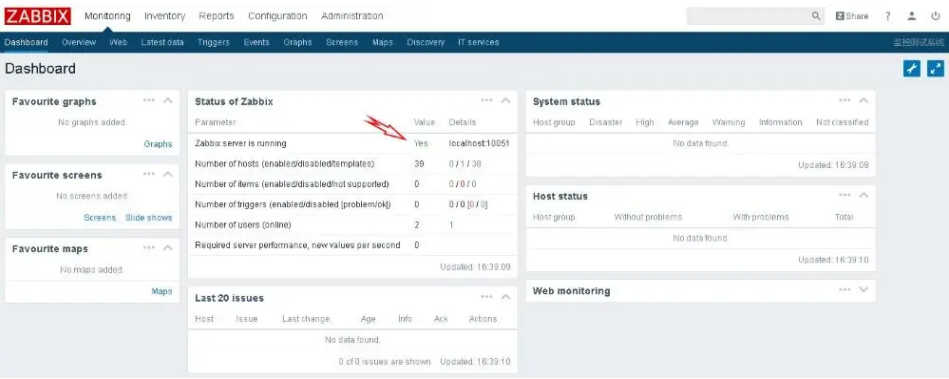 ZABBIX Monitoring Inventory Reports Configuration Administration Share ?
Dashboard Overview Web Latest data Triggers Events Graphs Screens Maps Discovery IT services 监控测试系统
Dashboard
Favourite graphs
No graphs added.
Graphs
Favourite screens
No screens added.
Screens Slide shows
Favourite maps
No maps added.
Maps
Status of Zabbix
Parameter Value Details
Zabbix server is running Yes localhost:10051
Number of hosts (enabled/disabled/templates) 39 0 / 1 / 38
Number of items (enabled/disabled/not supported) 0 0 / 0 / 0
Number of triggers (enabled/disabled [problem/ok]) 0 0 / 0 [0 / 0]
Number of users (online) 2 1
Required server performance, new values per second 0
Updated: 16:39:09
Last 20 issues
Host Issue Last change Age Info Ack Actions
No data found.
0 of 0 issues are shown Updated: 16:39:10
System status
Host group Disaster High Average Warning Information Not classified
No data found.
Updated: 16:39:09
Host status
Host group Without problems With problems Total
No data found.
Updated: 16:39:10
Web monitoring